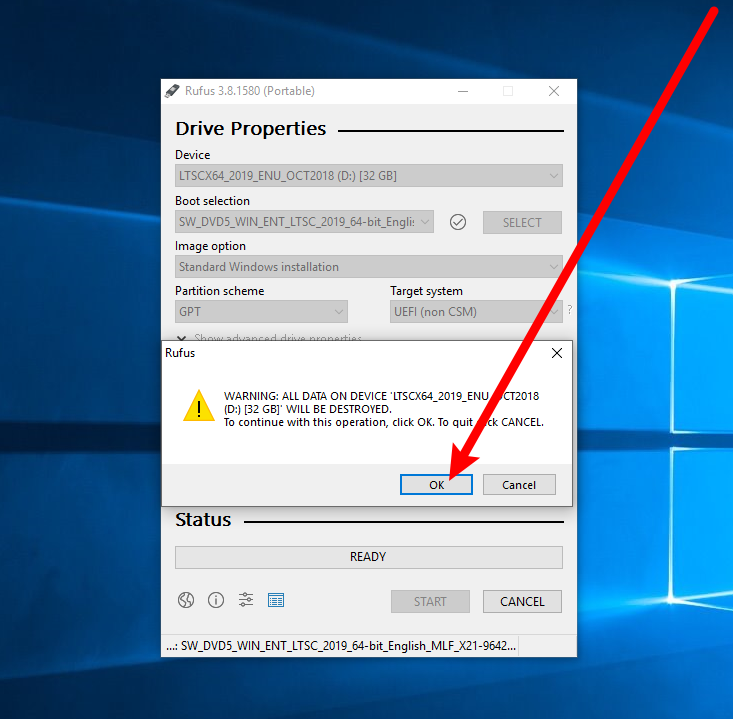 Rufus 3.8.1580 (Portable)
Drive Properties
Device
LTSCX64_2019_ENU_OCT2018 (D:) [32 GB]
Boot selection
SW_DVD5_WIN_ENT_LTSC_2019_64-bit_Englis
SELECT
Image option
Standard Windows installation
Partition scheme
Target system
GPT
UEFI (non CSM)
?
Show advanced drive properties
Rufus
WARNING: ALL DATA ON DEVICE 'LTSCX64_2019_ENU_OCT2018
(D:) [32 GB]' WILL BE DESTROYED.
To continue with this operation, click OK. To quit click CANCEL.
OK
Cancel
Status
READY
START
CANCEL
...: SW_DVD5_WIN_ENT_LTSC_2019_64-bit_English_MLF_X21-9642...